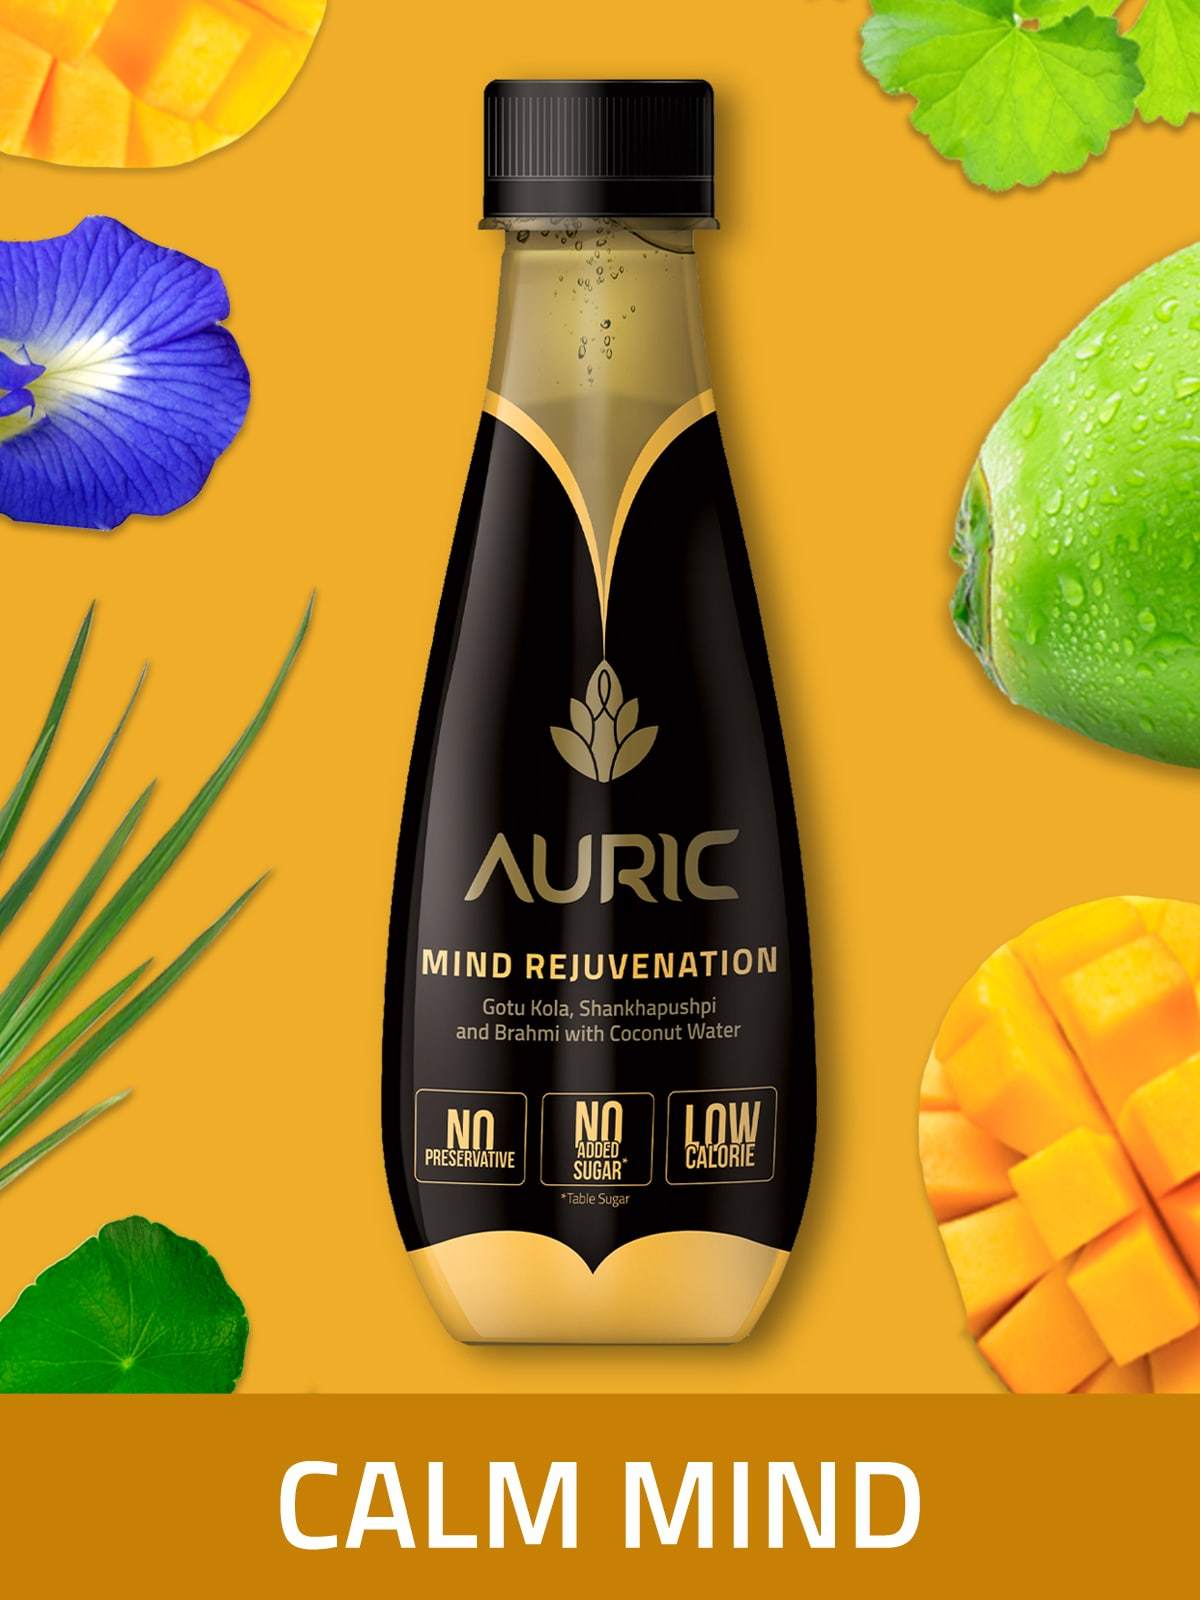 AURIC
MIND REJUVENATION
Gotu Kola, Shankhapushpi
and Brahmi with Coconut Water
NO
PRESERVATIVE
NO
ADDED
SUGAR*
LOW
CALORIE
*Table Sugar
CALM MIND